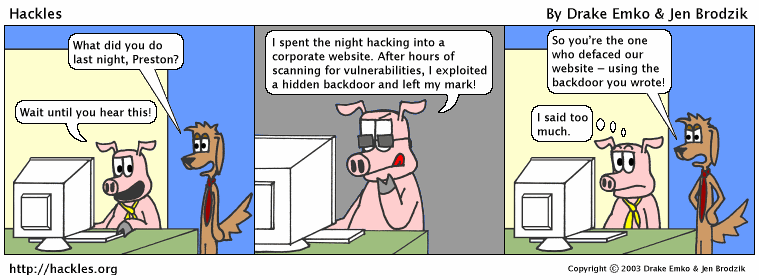 Hackles
By Drake Emko & Jen Brodzik
What did you do
last night, Preston?
Wait until you hear this!
I spent the night hacking into a
corporate website. After hours of
scanning for vulnerabilities, I exploited
a hidden backdoor and left my mark!
So you're the one
who defaced our
website – using the
backdoor you wrote!
I said too
much.
http://hackles.org
Copyright © 2003 Drake Emko & Jen Brodzik